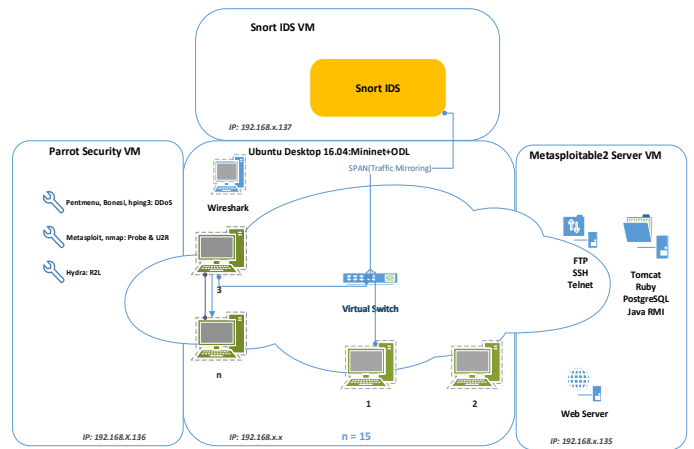 Snort IDS VM
Snort IDS
IP: 192.168.x.137
Parrot Security VM
Pentmenu, Bonesi, hping3: DDoS
Metasploit, nmap: Probe & U2R
Hydra: R2L
IP: 192.168.X.136
Ubuntu Desktop 16.04:Mininet+ODL
SPAN(Traffic Mirroring)
Wireshark
3
Virtual Switch
n
1
2
IP: 192.168.x.x
n = 15
Metasploitable2 Server VM
FTP
SSH
Telnet
Tomcat
Ruby
PostgreSQL
Java RMI
Web Server
IP: 192.168.x.135